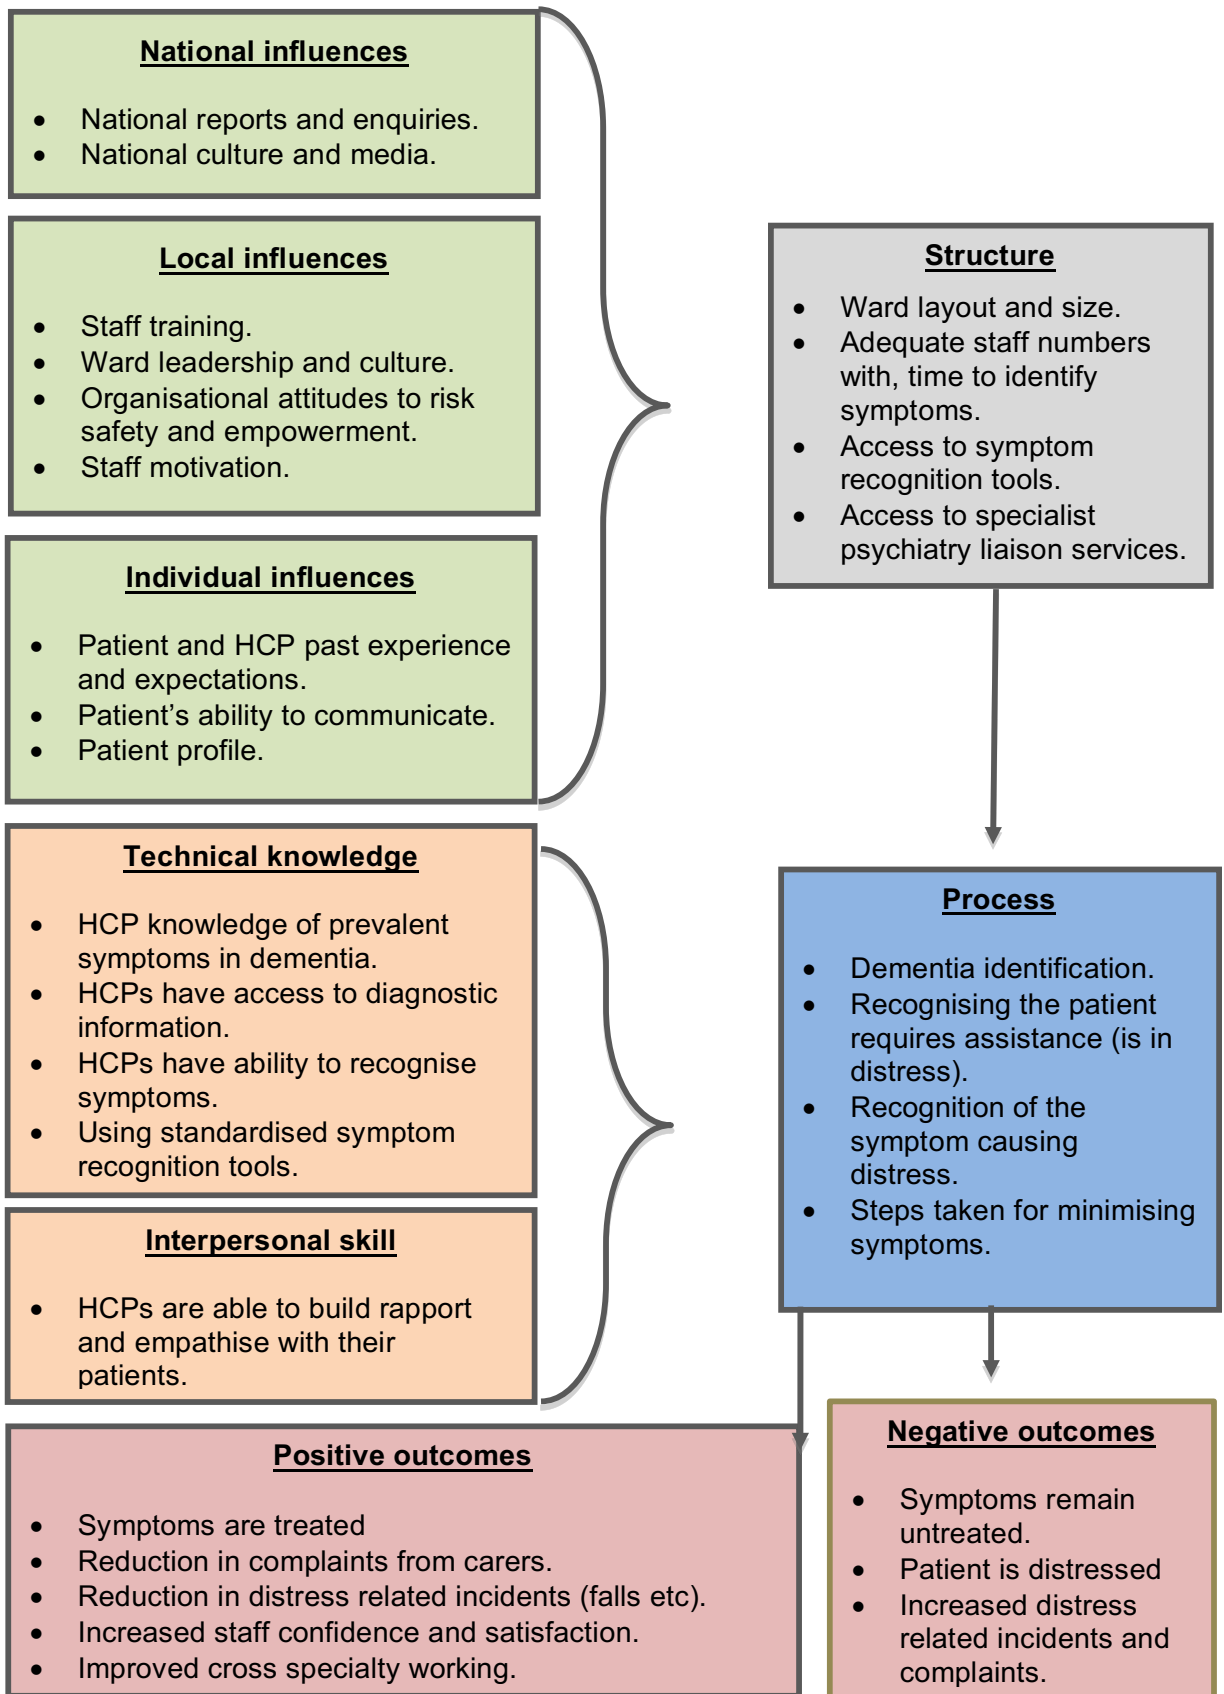 National influences
• National reports and enquiries.
• National culture and media.
Local influences
• Staff training.
• Ward leadership and culture.
• Organisational attitudes to risk
safety and empowerment.
• Staff motivation.
Individual influences
• Patient and HCP past experience
and expectations.
• Patient’s ability to communicate.
• Patient profile.
Structure
• Ward layout and size.
• Adequate staff numbers
with, time to identify
symptoms.
• Access to symptom
recognition tools.
• Access to specialist
psychiatry liaison services.
Technical knowledge
• HCP knowledge of prevalent
symptoms in dementia.
• HCPs have access to diagnostic
information.
• HCPs have ability to recognise
symptoms.
• Using standardised symptom
recognition tools.
Interpersonal skill
• HCPs are able to build rapport
and empathise with their
patients.
Process
• Dementia identification.
• Recognising the patient
requires assistance (is in
distress).
• Recognition of the
symptom causing
distress.
• Steps taken for minimising
symptoms.
Positive outcomes
• Symptoms are treated
• Reduction in complaints from carers.
• Reduction in distress related incidents (falls etc).
• Increased staff confidence and satisfaction.
• Improved cross specialty working.
Negative outcomes
• Symptoms remain
untreated.
• Patient is distressed
• Increased distress
related incidents and
complaints.